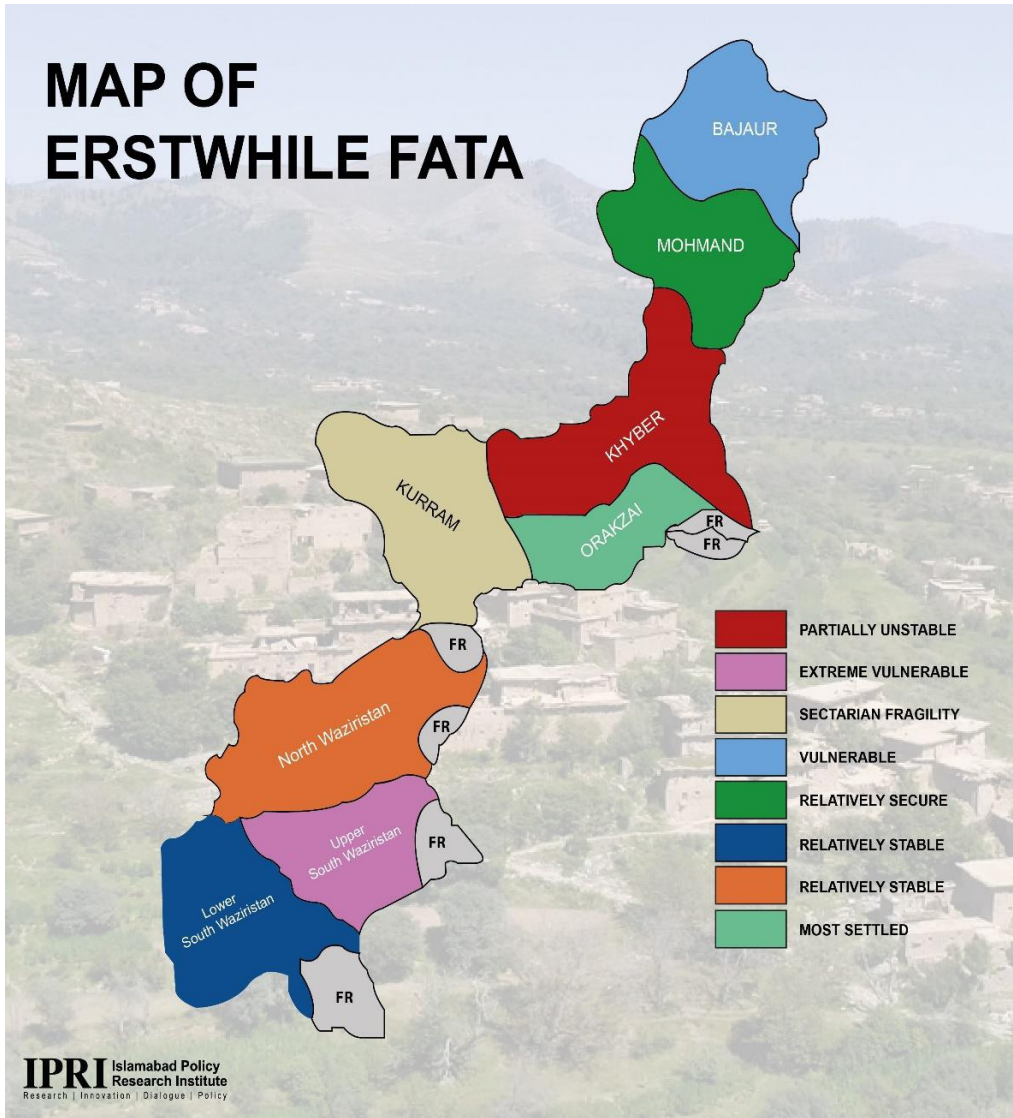 MAP OF
ERSTWHILE FATA
BAJAUR
MOHMAND
KHYBER
KURRAM
ORAKZAI
FR
FR
FR
North Waziristan
FR
Upper
South Waziristan
FR
Lower
South Waziristan
FR
PARTIALLY UNSTABLE
EXTREME VULNERABLE
SECTARIAN FRAGILITY
VULNERABLE
RELATIVELY SECURE
RELATIVELY STABLE
RELATIVELY STABLE
MOST SETTLED
IPRI Islamabad Policy
Research Institute
Research | Innovation | Dialogue | Policy